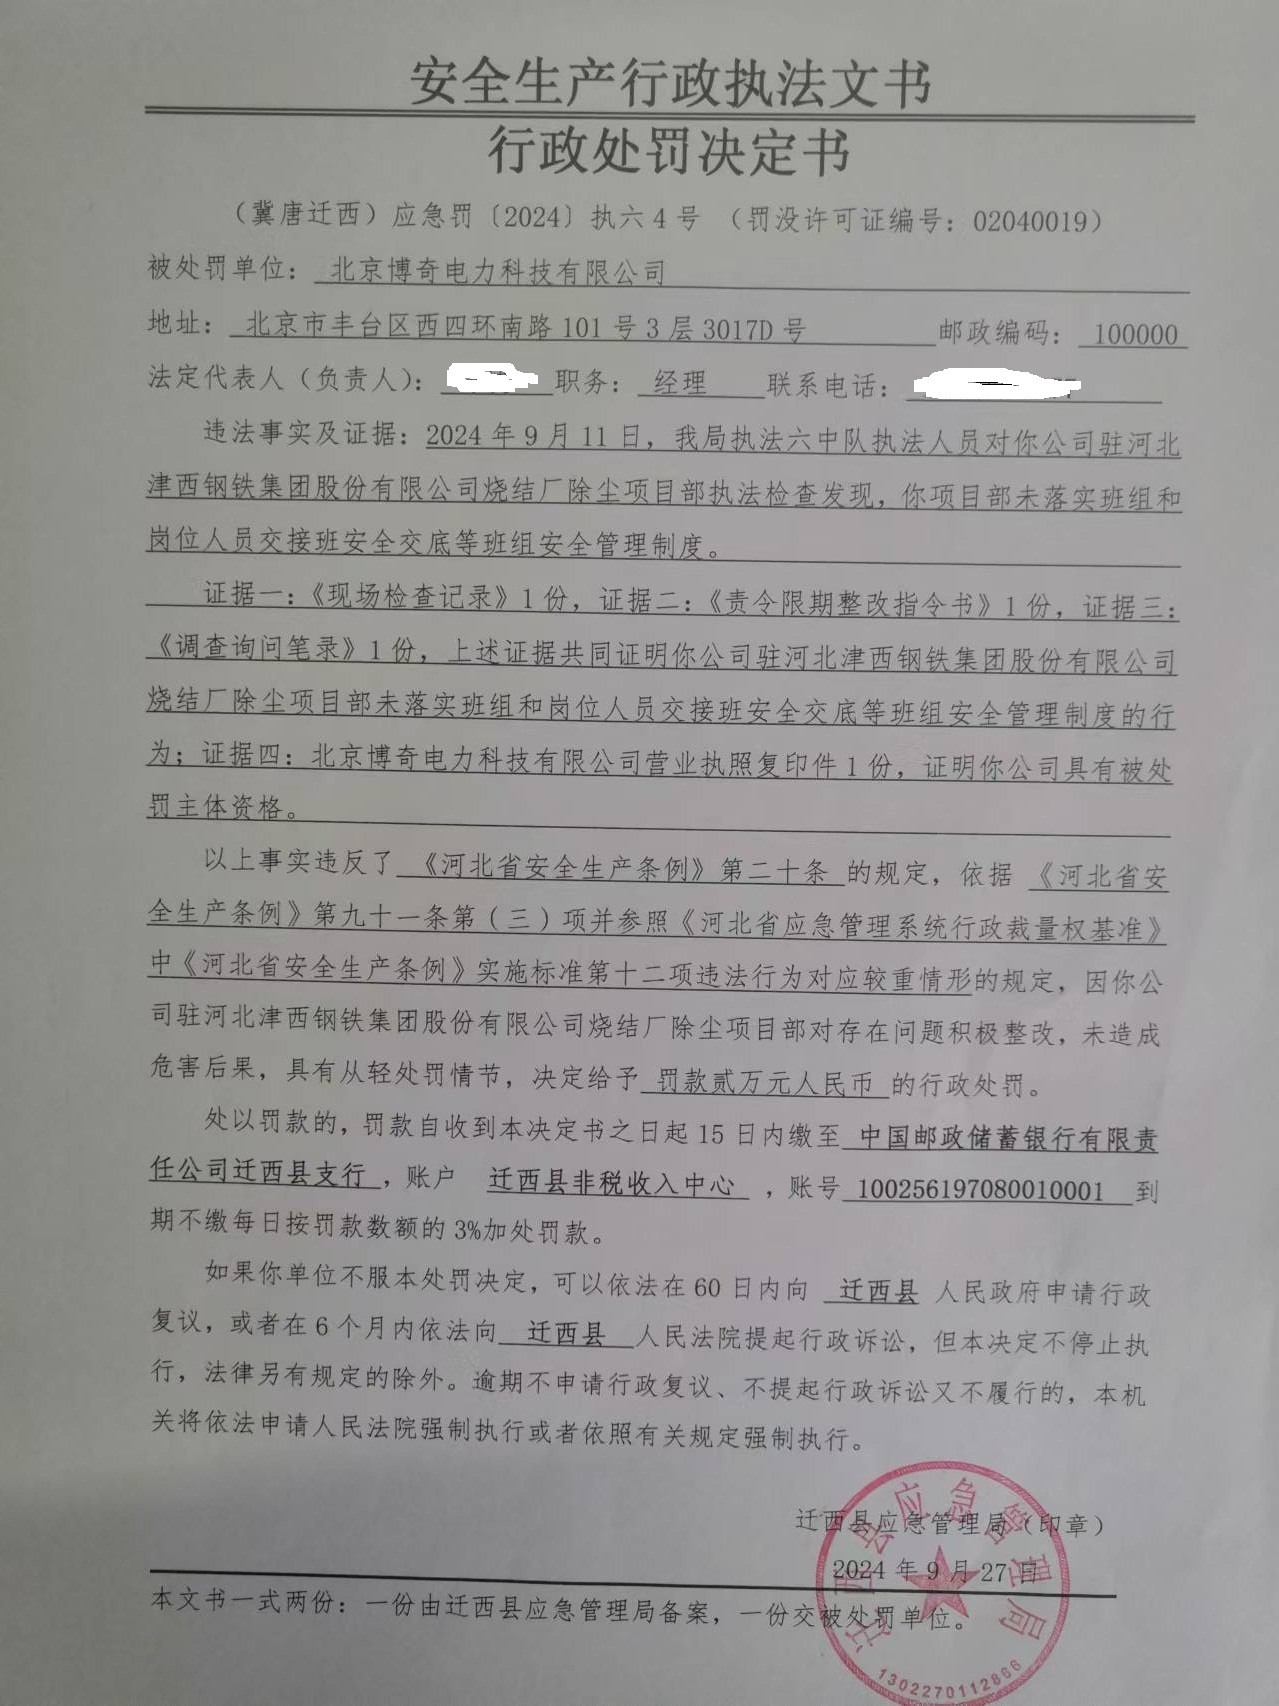 安全生产行政执法文书
行政处罚决定书
（冀唐迁西）应急罚〔2024〕执六4号 （罚没许可证编号：02040019）
被处罚单位： 北京博奇电力科技有限公司
地址： 北京市丰台区西四环南路101号3层3017D号 邮政编码： 100000
法定代表人（负责人）： 职务： 经理 联系电话：
违法事实及证据：2024年9月11日，我局执法六中队执法人员对你公司驻河北
津西钢铁集团股份有限公司烧结厂除尘项目部执法检查发现，你项目部未落实班组和
岗位人员交接班安全交底等班组安全管理制度。
证据一：《现场检查记录》1份，证据二：《责令限期整改指令书》1份，证据三：
《调查询问笔录》1份，上述证据共同证明你公司驻河北津西钢铁集团股份有限公司
烧结厂除尘项目部未落实班组和岗位人员交接班安全交底等班组安全管理制度的行
为；证据四：北京博奇电力科技有限公司营业执照复印件1份，证明你公司具有被处
罚主体资格。
以上事实违反了 《河北省安全生产条例》第二十条 的规定，依据 《河北省安
全生产条例》第九十一条第（三）项并参照《河北省应急管理系统行政裁量权基准》
中《河北省安全生产条例》实施标准第十二项违法行为对应较重情形的规定，因你公
司驻河北津西钢铁集团股份有限公司烧结厂除尘项目部对存在问题积极整改，未造成
危害后果，具有从轻处罚情节，决定给予 罚款贰万元人民币 的行政处罚。
处以罚款的，罚款自收到本决定书之日起15日内缴至 中国邮政储蓄银行有限责
任公司迁西县支行 ，账户 迁西县非税收入中心 ，账号 100256197080010001 到
期不缴每日按罚款数额的3%加处罚款。
如果你单位不服本处罚决定，可以依法在60日内向 迁西县 人民政府申请行政
复议，或者在6个月内依法向 迁西县 人民法院提起行政诉讼，但本决定不停止执
行，法律另有规定的除外。逾期不申请行政复议、不提起行政诉讼又不履行的，本机
关将依法申请人民法院强制执行或者依照有关规定强制执行。
迁西县应急管理局（印章）
2024年9月27日
本文书一式两份：一份由迁西县应急管理局备案，一份交被处罚单位。
迁西县应急管理局
1302270112866